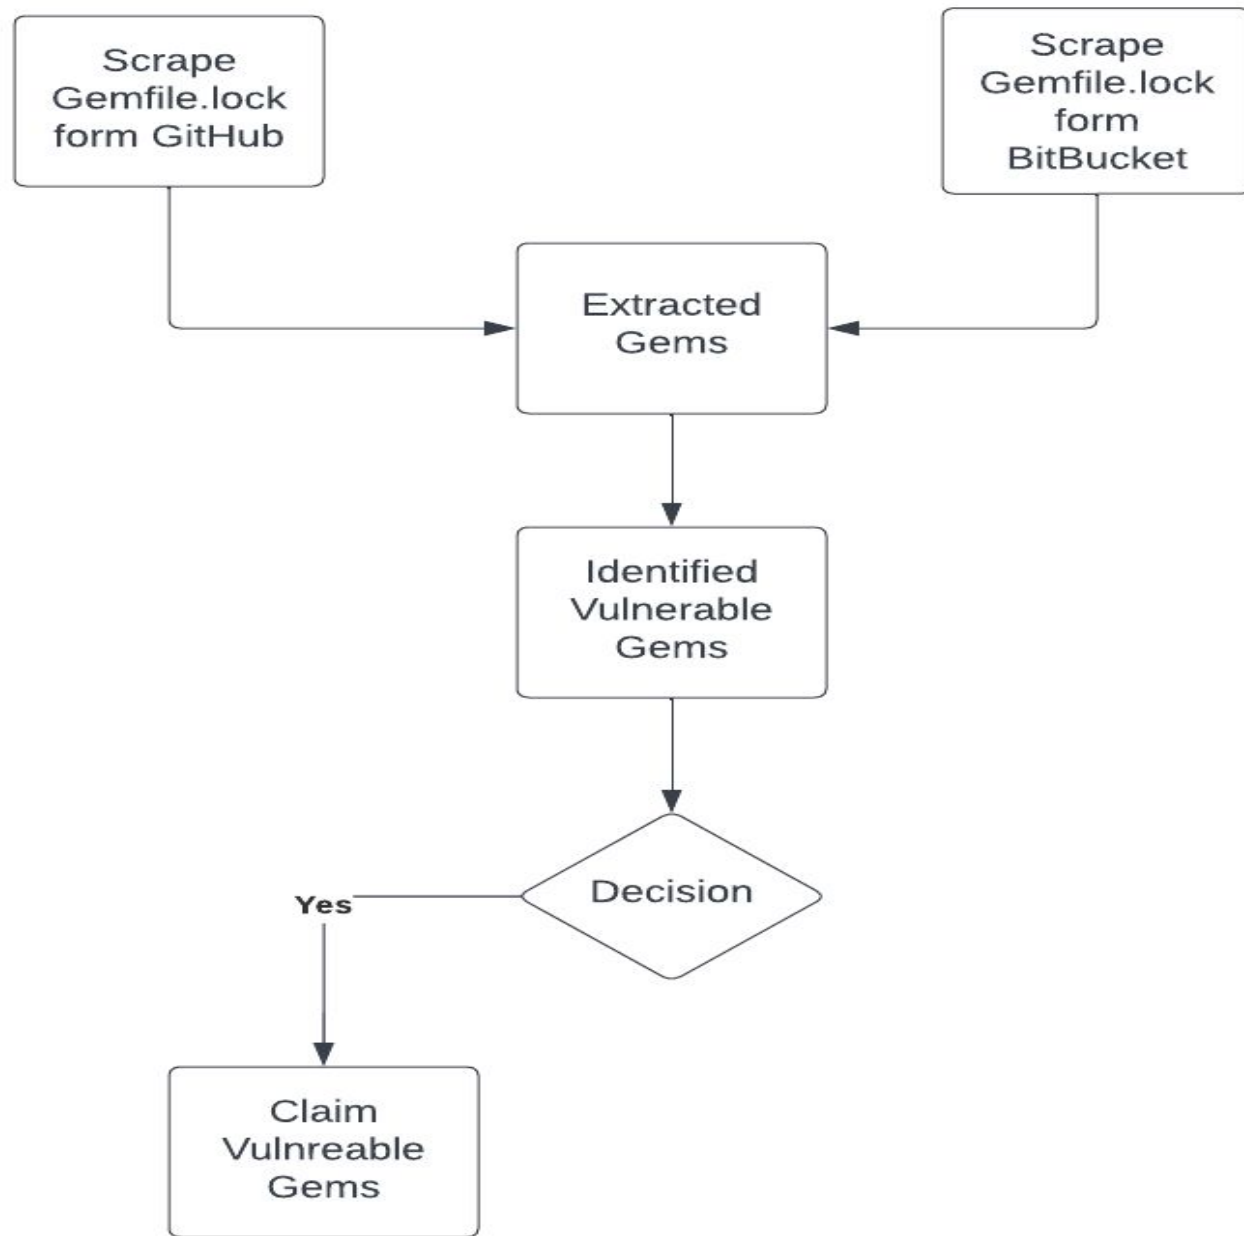 Scrape
Gemfile.lock
form GitHub
Scrape
Gemfile.lock
form
BitBucket
Extracted
Gems
Identified
Vulnerable
Gems
Decision
Yes
Claim
Vulnreable
Gems